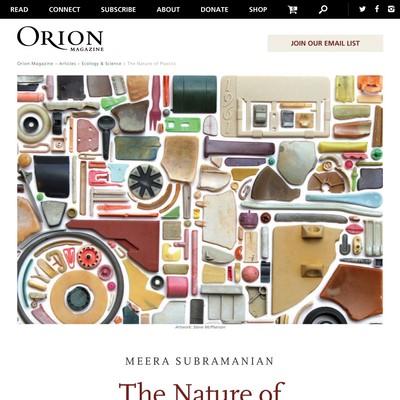 READ CONNECT SUBSCRIBE ABOUT DONATE SHOP
ORION
MAGAZINE
JOIN OUR EMAIL LIST
Orion Magazine » Articles » Ecology & Science » The Nature of Plastics
Artwork: Steve McPherson
MEERA SUBRAMANIAN
The Nature of